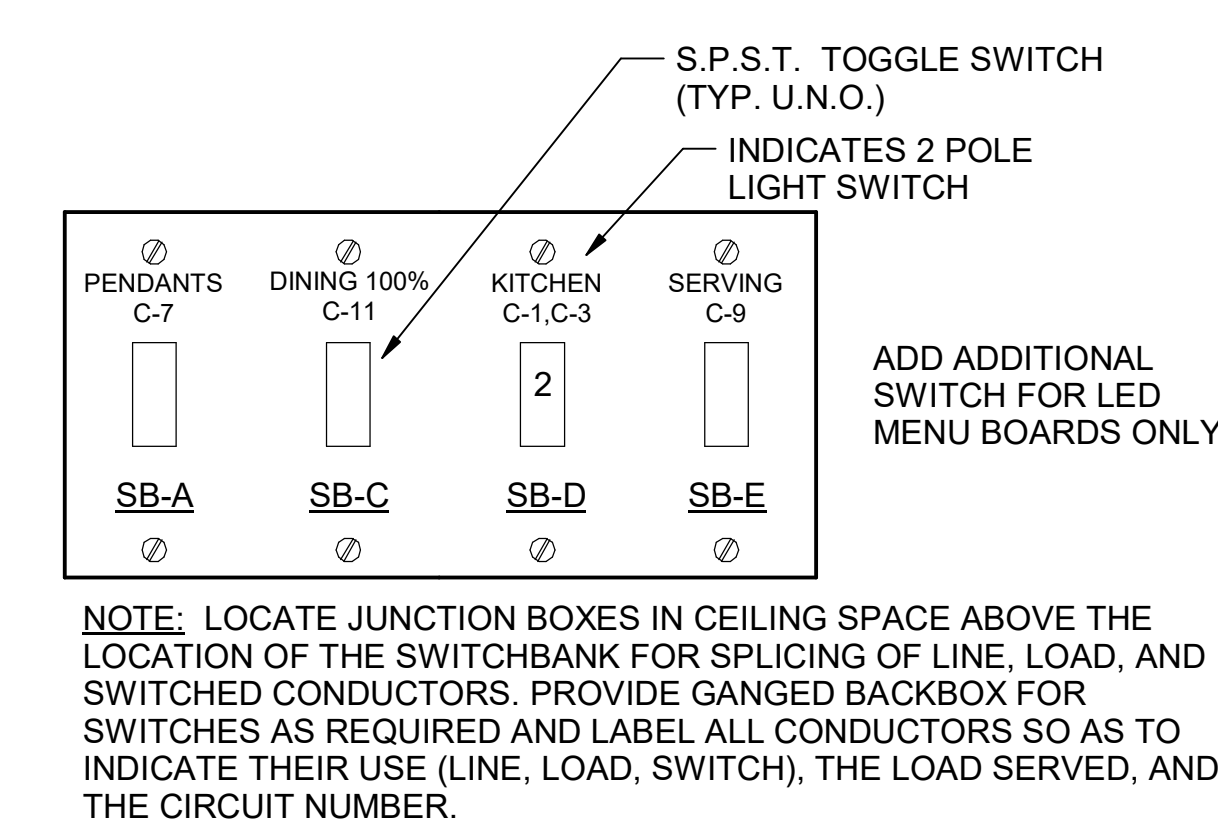 S.P.S.T. TOGGLE SWITCH
(TYP. U.N.O.)
INDICATES 2 POLE
LIGHT SWITCH
PENDANTS
C-7
DINING 100%
C-11
KITCHEN
C-1,C-3
SERVING
C-9
2
SB-A
SB-C
SB-D
SB-E
ADD ADDITIONAL
SWITCH FOR LED
MENU BOARDS ONLY
NOTE: LOCATE JUNCTION BOXES IN CEILING SPACE ABOVE THE
LOCATION OF THE SWITCHBANK FOR SPLICING OF LINE, LOAD, AND
SWITCHED CONDUCTORS. PROVIDE GANGED BACKBOX FOR
SWITCHES AS REQUIRED AND LABEL ALL CONDUCTORS SO AS TO
INDICATE THEIR USE (LINE, LOAD, SWITCH), THE LOAD SERVED, AND
THE CIRCUIT NUMBER.